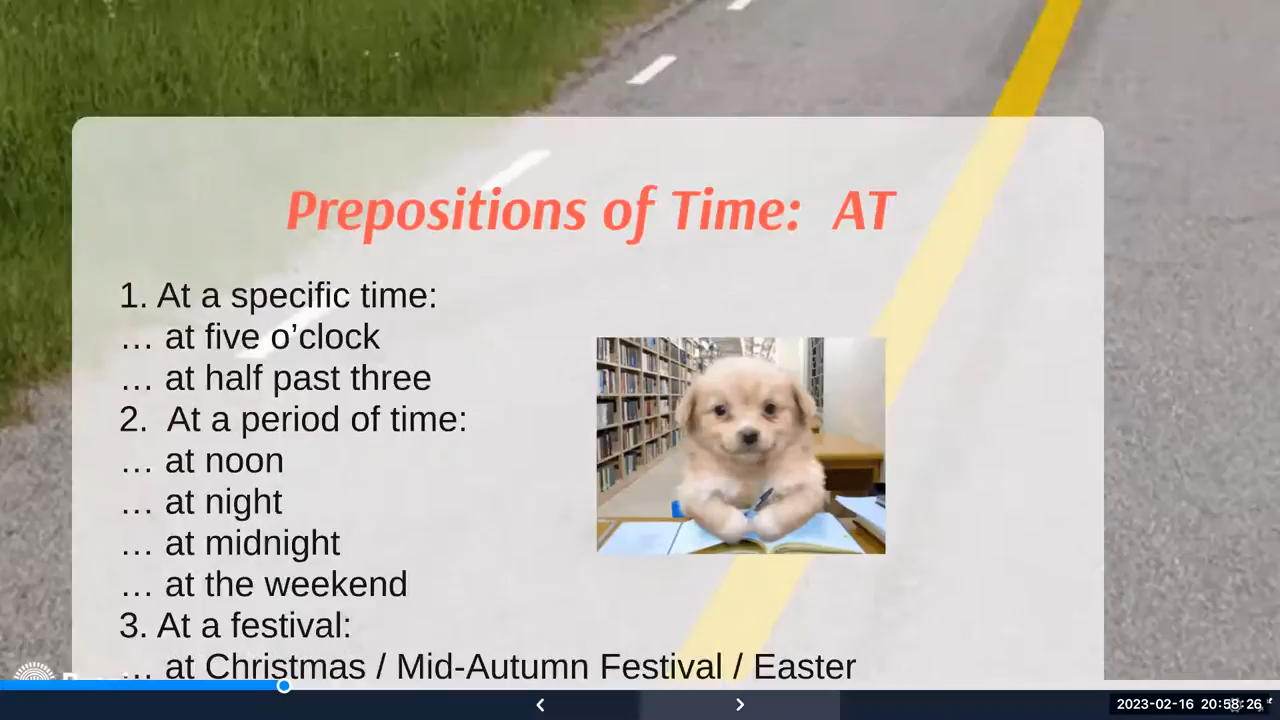 Prepositions of Time: AT
1. At a specific time:
… at five o’clock
… at half past three
2. At a period of time:
… at noon
… at night
… at midnight
… at the weekend
3. At a festival:
… at Christmas / Mid-Autumn Festival / Easter
2023-02-16 20:58:26